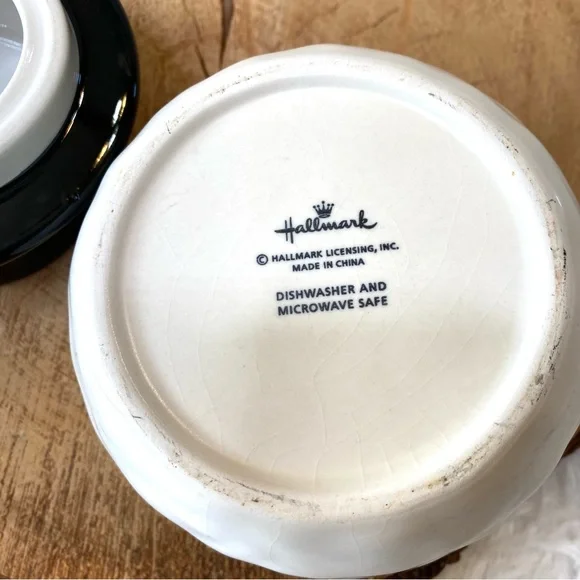 Hallmark
© HALLMARK LICENSING, INC.
MADE IN CHINA
DISHWASHER AND
MICROWAVE SAFE